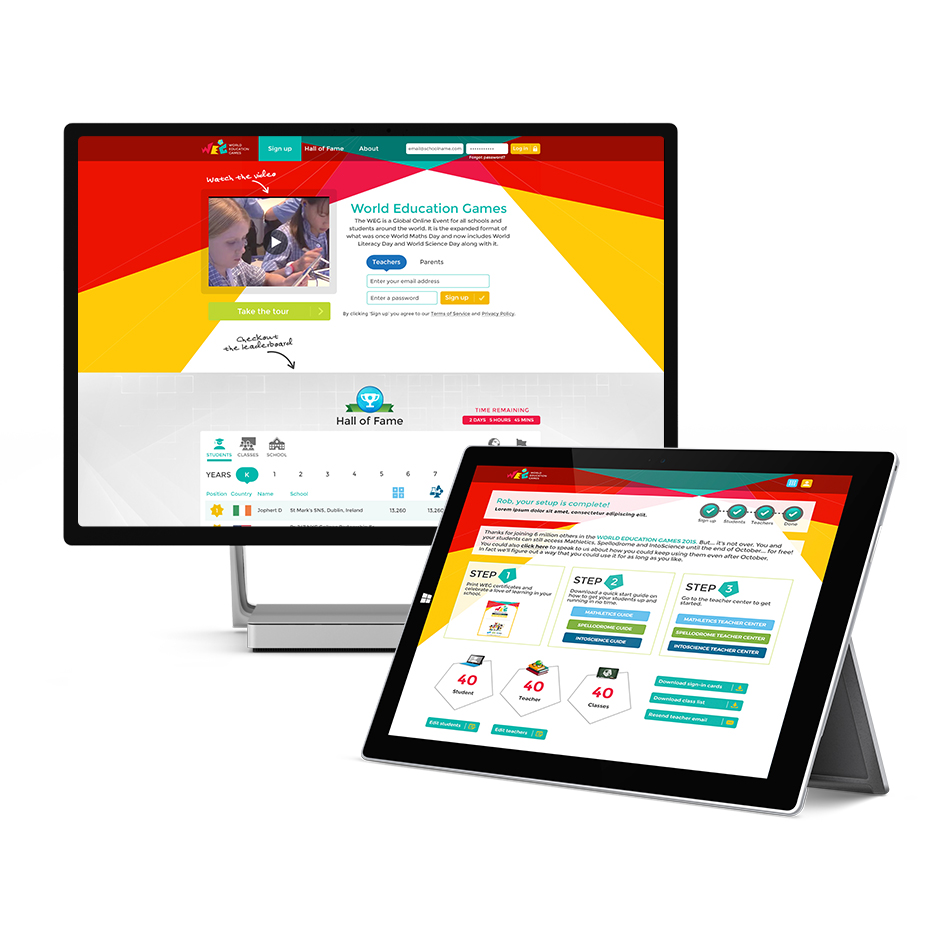 WEG WORLD EDUCATION GAMES
Sign up
Hall of Fame
About
email@schoolname.com
Log in
Forgot password?
Watch the video
World Education Games
The WEG is a Global Online Event for all schools and
students around the world. It is the expanded format of
what was once World Maths Day and now includes World
Literacy Day and World Science Day along with it.
Teachers
Parents
Enter your email address
Enter a password
Sign up
By clicking 'Sign up' you agree to our Terms of Service and Privacy Policy.
Take the tour
Checkout
the leaderboard
Hall of Fame
TIME REMAINING
2 DAYS 5 HOURS 45 MINS
STUDENTS CLASSES SCHOOL
YEARS K 1 2 3 4 5 6 7
Position Country Name School
1 Jophert D St Mark's SNS, Dublin, Ireland 13,260 13,260
WEG WORLD EDUCATION GAMES
Rob, your setup is complete!
Lorem ipsum dolor sit amet, consectetur adipiscing elit.
Sign up Students Teachers Done
Thanks for joining 6 million others in the WORLD EDUCATION GAMES 2015. But... it's not over. You and
your students can still access Mathletics, Spellodrome and IntoScience until the end of October... for free!
You could also click here to speak to us about how you could keep using them even after October.
In fact we'll figure out a way that you could use it for as long as you like.
STEP 1
Print WEG certificates and
celebrate a love of learning in your
school.
STEP 2
Download a quick start guide on
how to get your students up and
running in no time.
MATHLETICS GUIDE
SPELLODROME GUIDE
INTOSCIENCE GUIDE
STEP 3
Go to the teacher center to get
started.
MATHLETICS TEACHER CENTER
SPELLODROME TEACHER CENTER
INTOSCIENCE TEACHER CENTER
40
Student
40
Teacher
40
Classes
Download sign-in cards
Download class list
Resend teacher email
Edit students
Edit teachers